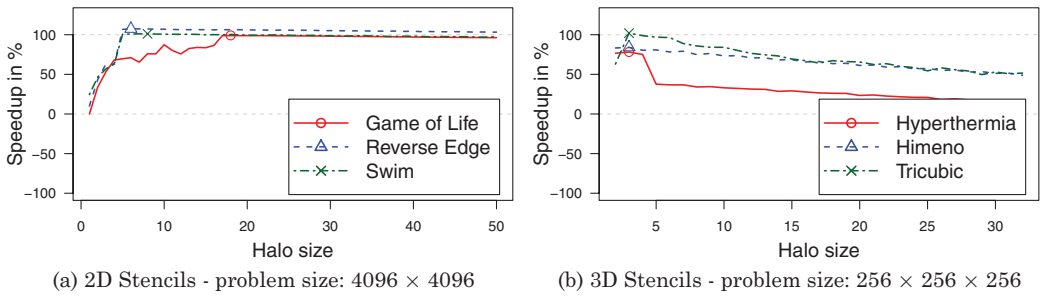 Speedup in %
100
50
0
−50
−100
0
10
20
30
40
50
Halo size
Game of Life
Reverse Edge
Swim
(a) 2D Stencils - problem size: 4096 × 4096
Speedup in %
100
50
0
−50
−100
5
10
15
20
25
30
Halo size
Hyperthermia
Himeno
Tricubic
(b) 3D Stencils - problem size: 256 × 256 × 256